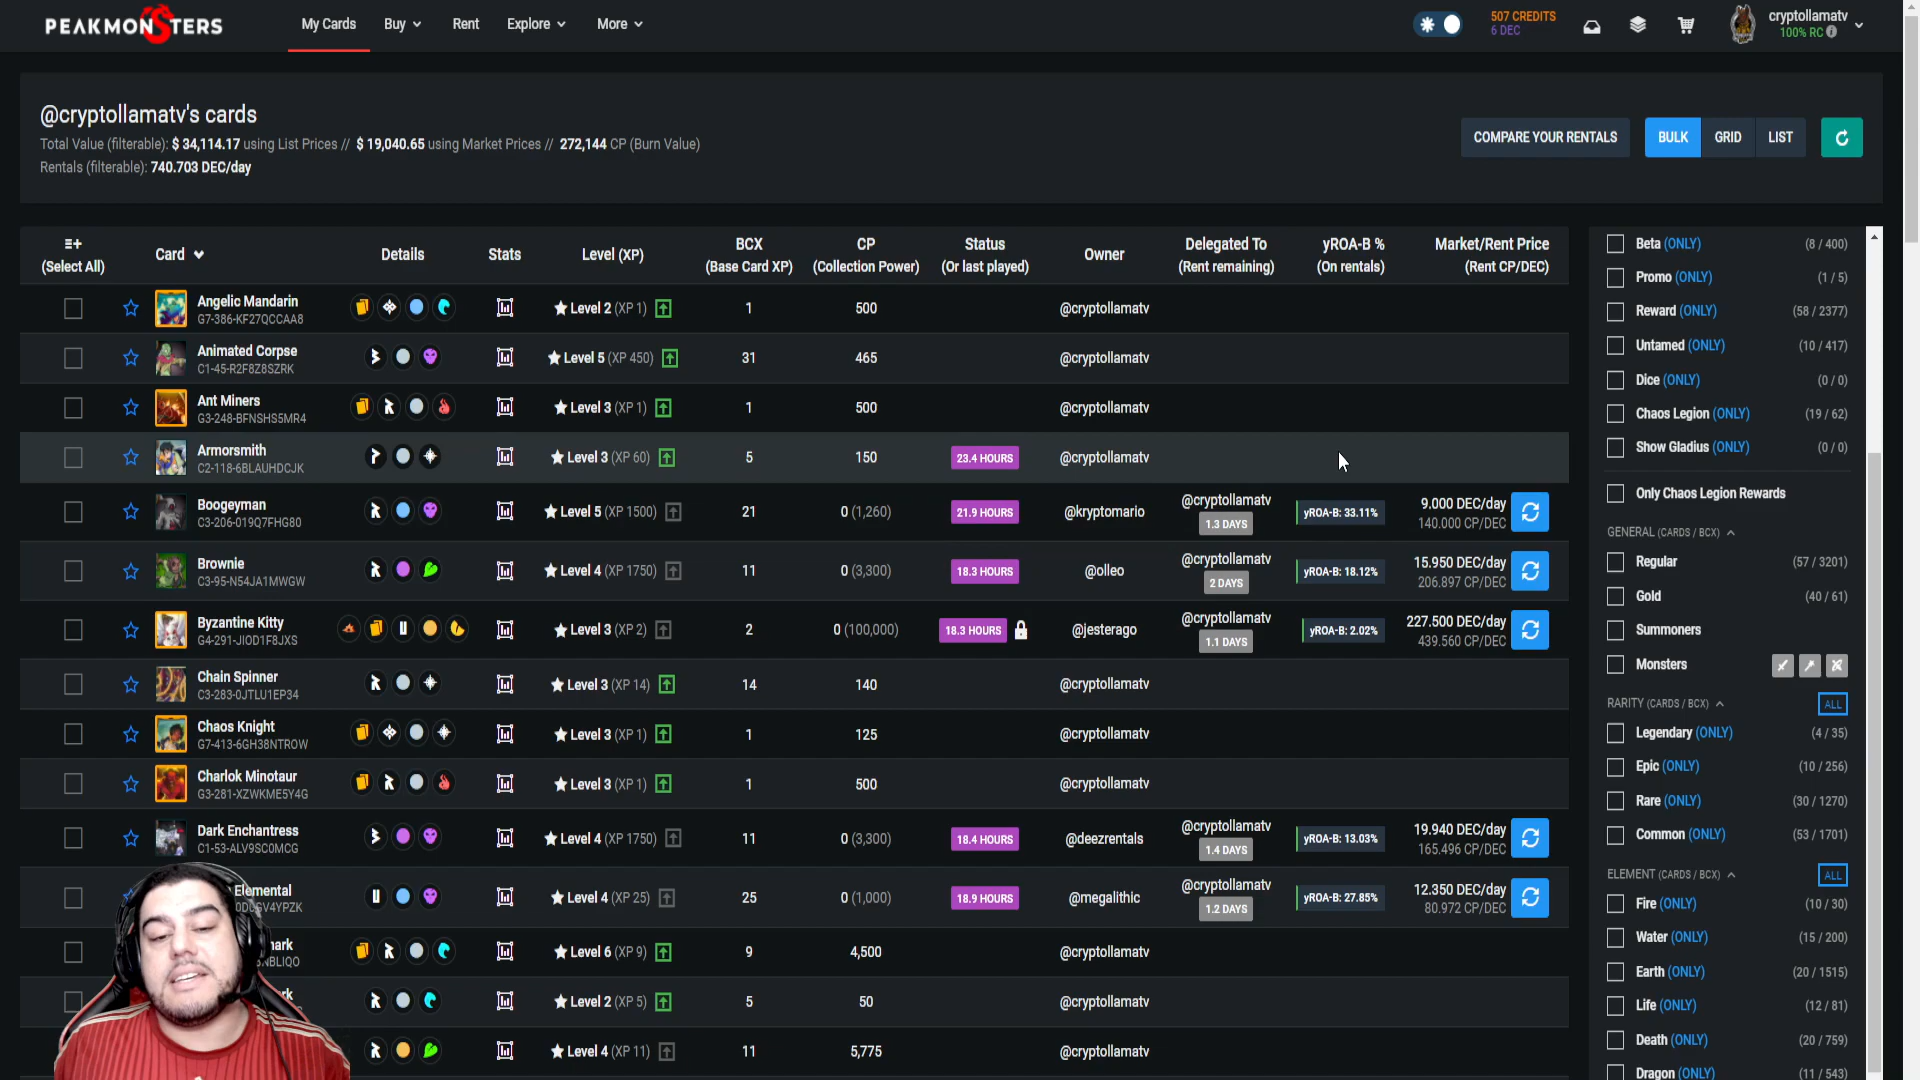 PEAKMONSTERS
My Cards
Buy
Rent
Explore
More
507 CREDITS
6 DEC
cryptollamatv
100% RC
@cryptollamatv's cards
Total Value (filterable): $ 34,114.17 using List Prices // $ 19,040.65 using Market Prices // 272,144 CP (Burn Value)
Rentals (filterable): 740.703 DEC/day
COMPARE YOUR RENTALS
BULK
GRID
LIST
(Select All)
Card
Details
Stats
Level (XP)
BCX
(Base Card XP)
CP
(Collection Power)
Status
(Or last played)
Owner
Delegated To
(Rent remaining)
yROA-B %
(On rentals)
Market/Rent Price
(Rent CP/DEC)
Angelic Mandarin
G7-386-KF27QCCAA8
Level 2 (XP 1)
1
500
@cryptollamatv
Animated Corpse
C1-45-R2F8Z8SZRK
Level 5 (XP 450)
31
465
@cryptollamatv
Ant Miners
G3-248-BFNSHS5MR4
Level 3 (XP 1)
1
500
@cryptollamatv
Armorsmith
C2-118-6BLAUHDCJK
Level 3 (XP 60)
5
150
23.4 HOURS
@cryptollamatv
Boogeyman
C3-206-019Q7FHG80
Level 5 (XP 1500)
21
0 (1,260)
21.9 HOURS
@kryptomario
@cryptollamatv
1.3 DAYS
yROA-B: 33.11%
9.000 DEC/day
140.000 CP/DEC
Brownie
C3-95-N54JA1MWGW
Level 4 (XP 1750)
11
0 (3,300)
18.3 HOURS
@olleo
@cryptollamatv
2 DAYS
yROA-B: 18.12%
15.950 DEC/day
206.897 CP/DEC
Byzantine Kitty
G4-291-JIOD1F8JXS
Level 3 (XP 2)
2
0 (100,000)
18.3 HOURS
@jesterago
@cryptollamatv
1.1 DAYS
yROA-B: 2.02%
227.500 DEC/day
439.560 CP/DEC
Chain Spinner
C3-283-0JTLU1EP34
Level 3 (XP 14)
14
140
@cryptollamatv
Chaos Knight
G7-413-6GH38NTROW
Level 3 (XP 1)
1
125
@cryptollamatv
Charlok Minotaur
G3-281-XZWKME5Y4G
Level 3 (XP 1)
1
500
@cryptollamatv
Dark Enchantress
C1-53-ALV9SC0MCG
Level 4 (XP 1750)
11
0 (3,300)
18.4 HOURS
@deezrentals
@cryptollamatv
1.4 DAYS
yROA-B: 13.03%
19.940 DEC/day
165.496 CP/DEC
Elemental
Level 4 (XP 25)
25
0 (1,000)
18.9 HOURS
@megalithic
@cryptollamatv
1.2 DAYS
yROA-B: 27.85%
12.350 DEC/day
80.972 CP/DEC
Level 6 (XP 9)
9
4,500
@cryptollamatv
Level 2 (XP 5)
5
50
@cryptollamatv
Level 4 (XP 11)
11
5,775
@cryptollamatv
Beta (ONLY) (8 / 400)
Promo (ONLY) (1 / 5)
Reward (ONLY) (58 / 2377)
Untamed (ONLY) (10 / 417)
Dice (ONLY) (0 / 0)
Chaos Legion (ONLY) (19 / 62)
Show Gladius (ONLY) (0 / 0)
Only Chaos Legion Rewards
GENERAL (CARDS / BCX)
Regular (57 / 3201)
Gold (40 / 61)
Summoners
Monsters
RARITY (CARDS / BCX) ALL
Legendary (ONLY) (4 / 35)
Epic (ONLY) (10 / 256)
Rare (ONLY) (30 / 1270)
Common (ONLY) (53 / 1701)
ELEMENT (CARDS / BCX) ALL
Fire (ONLY) (10 / 30)
Water (ONLY) (15 / 200)
Earth (ONLY) (20 / 1515)
Life (ONLY) (12 / 81)
Death (ONLY) (20 / 759)
Dragon (ONLY) (11 / 543)